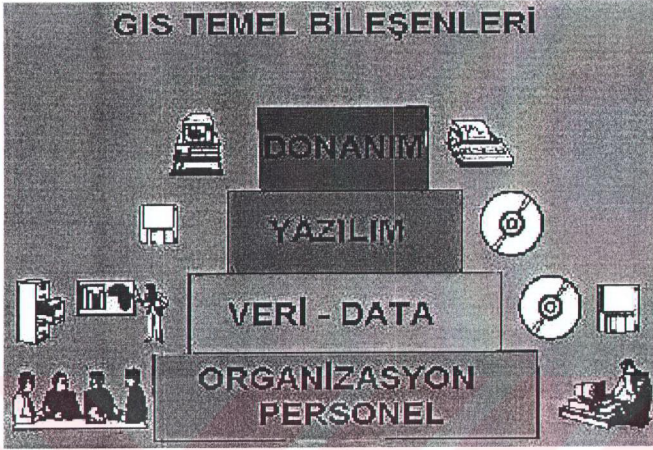 GIS TEMEL BİLEŞENLERİ
DONANIM
YAZILIM
VERİ - DATA
ORGANİZASYON
PERSONEL